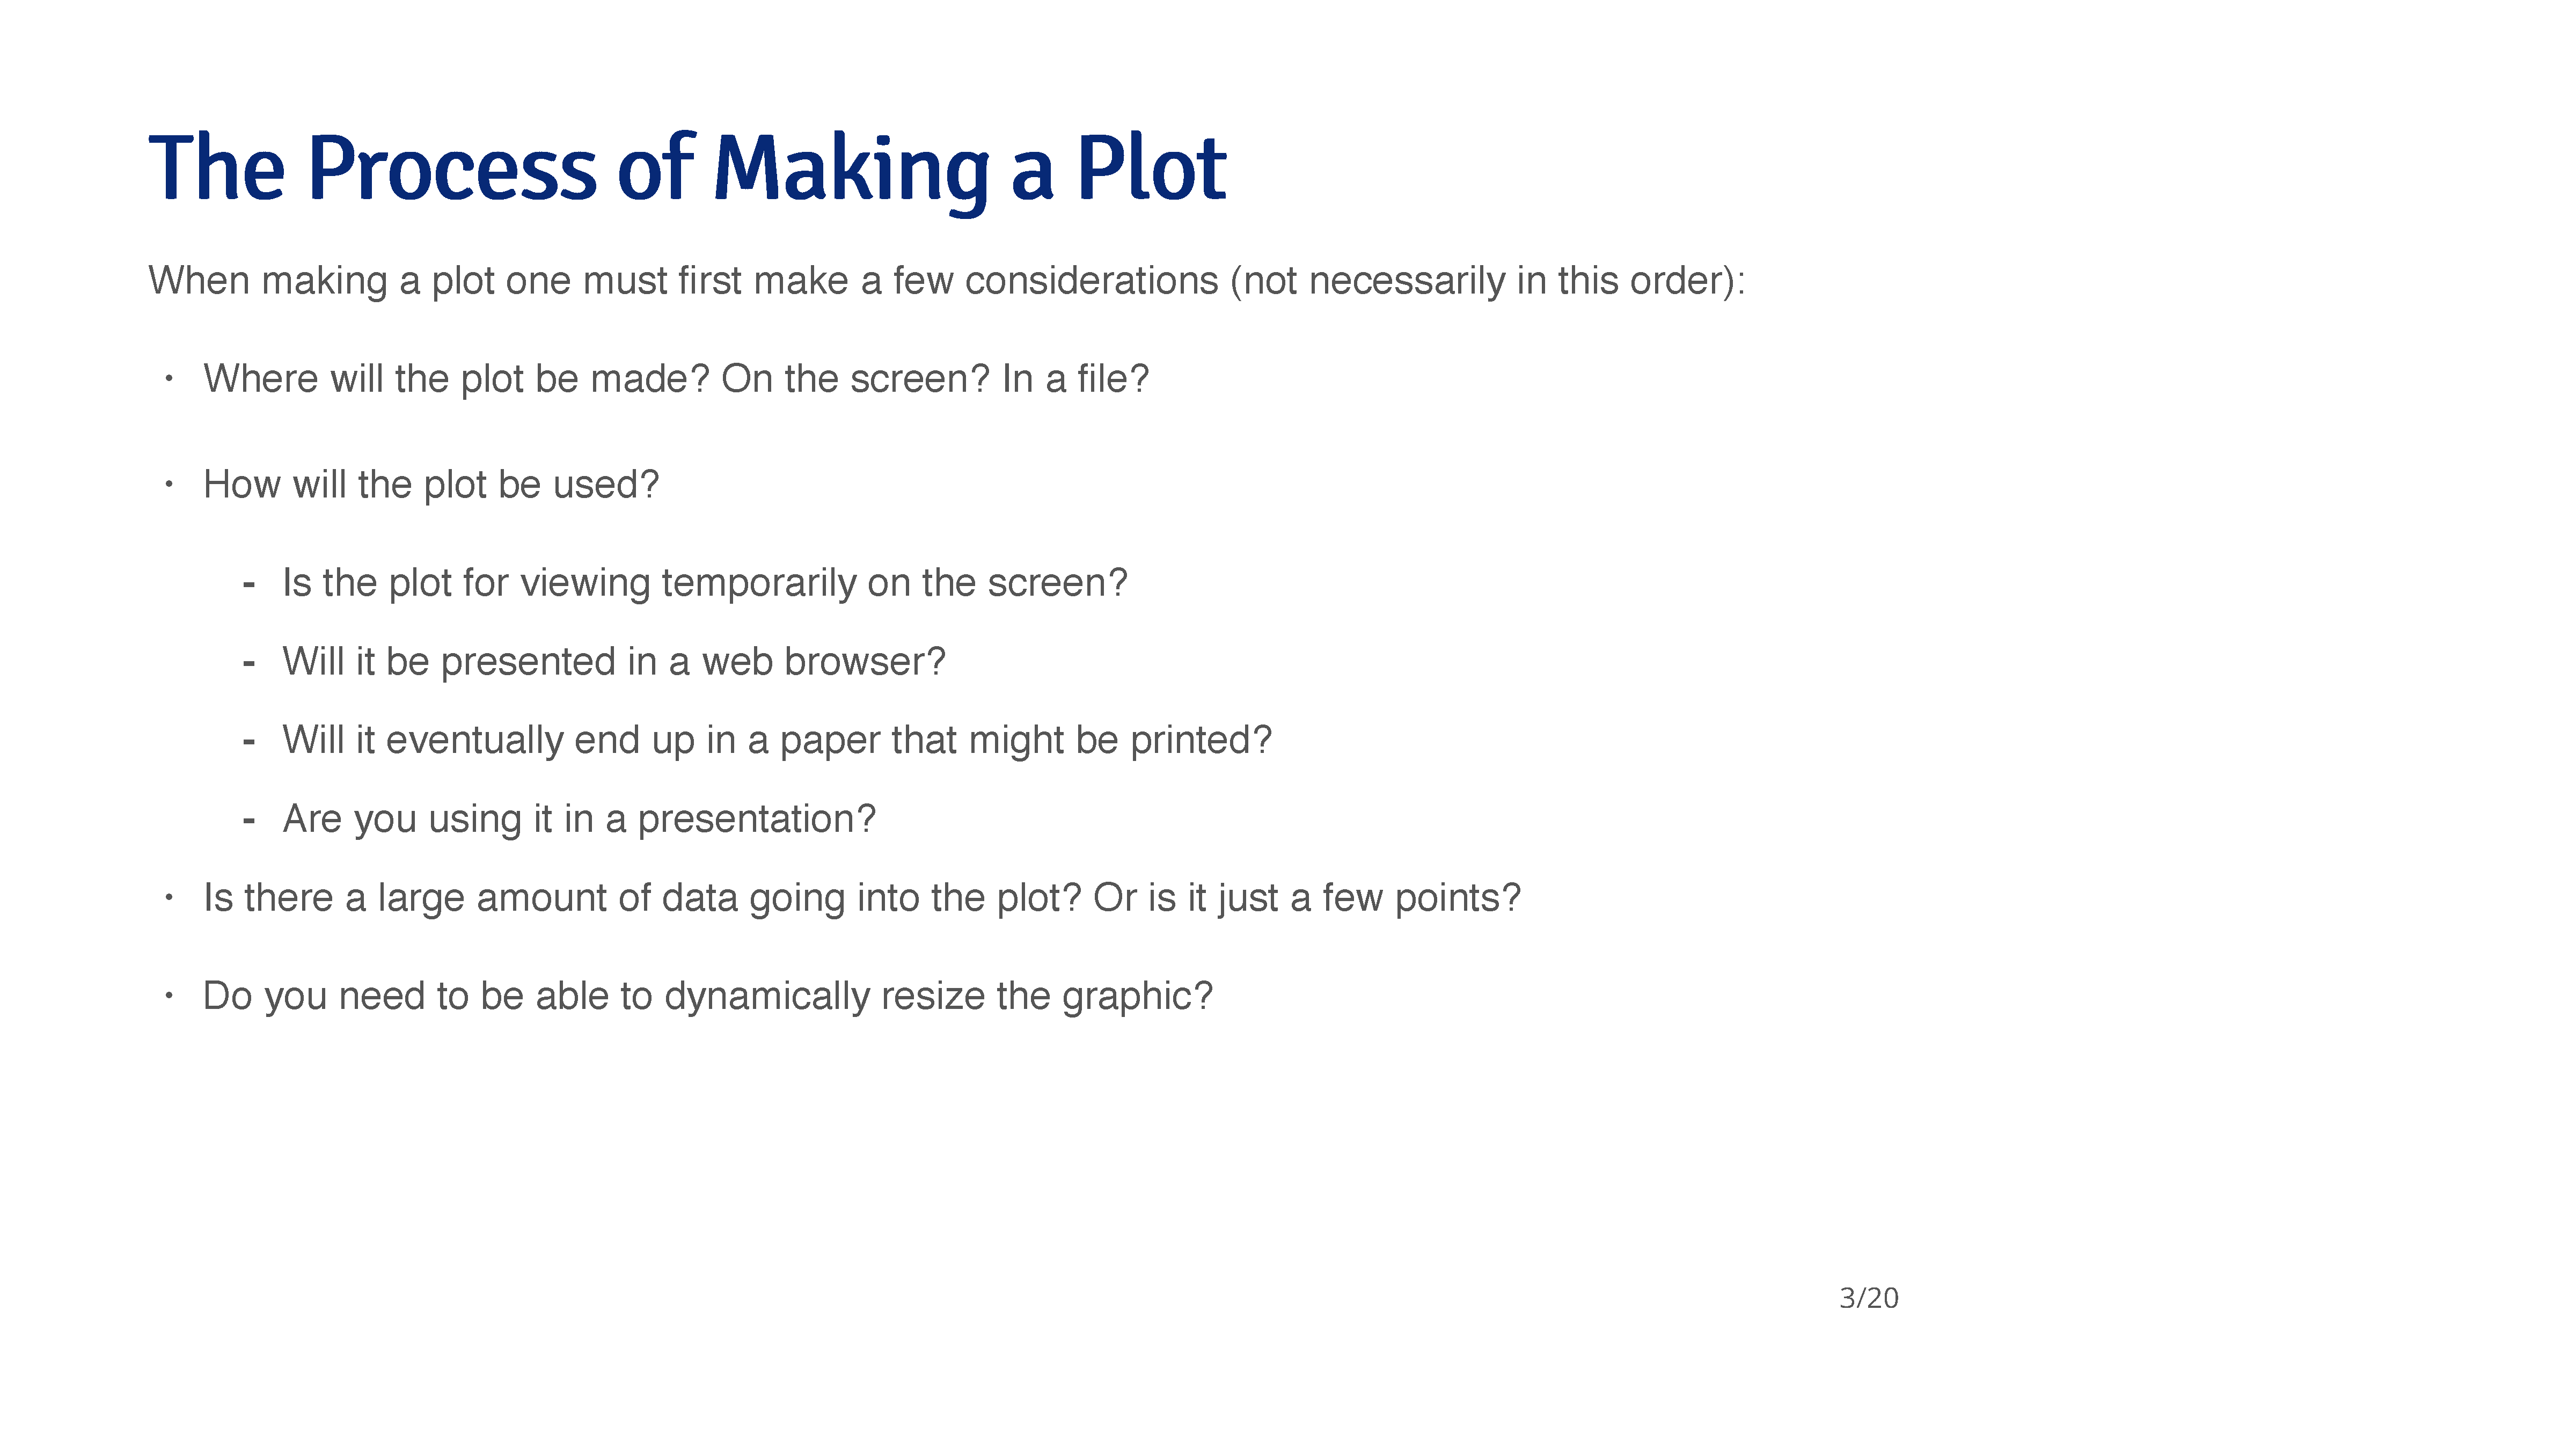 The Process of Making a Plot
When making a plot one must first make a few considerations (not necessarily in this order):
· Where will the plot be made? On the screen? In a file?
· How will the plot be used?
- Is the plot for viewing temporarily on the screen?
- Will it be presented in a web browser?
- Will it eventually end up in a paper that might be printed?
- Are you using it in a presentation?
· Is there a large amount of data going into the plot? Or is it just a few points?
· Do you need to be able to dynamically resize the graphic?
3/20